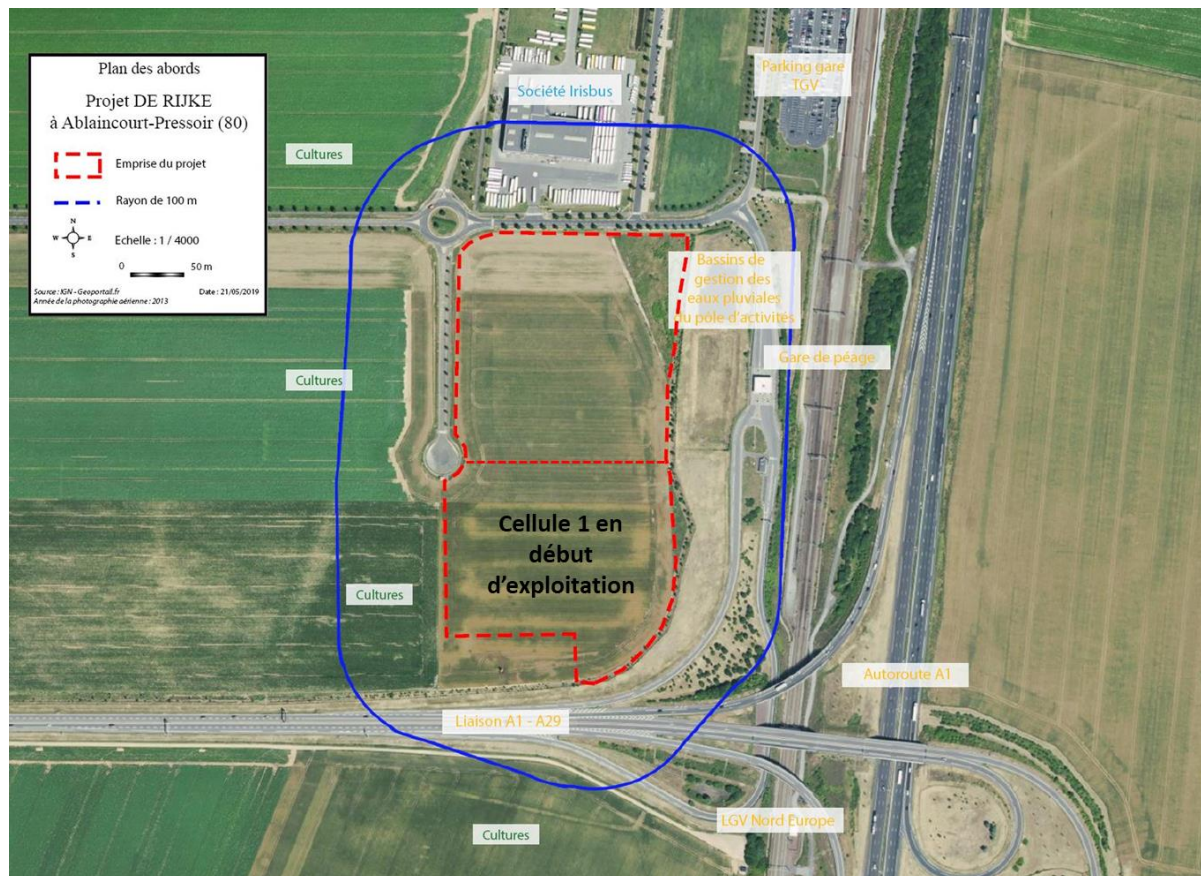 Plan des abords
Projet DE RIJKE
à Ablaincourt-Pressoir (80)
Emprise du projet
Rayon de 100 m
N
W E
S
Echelle : 1 / 4000
0 50 m
Source : IGN - Geoportail.fr Date : 21/05/2019
Année de la photographie aérienne : 2013
Société Irisbus
Parking gare
TGV
Cultures
Bassins de
gestion des
eaux pluviales
du pôle d'activités
Gare de péage
Cultures
Cellule 1 en
début
d'exploitation
Cultures
Autoroute A1
Liaison A1 - A29
LGV Nord Europe
Cultures